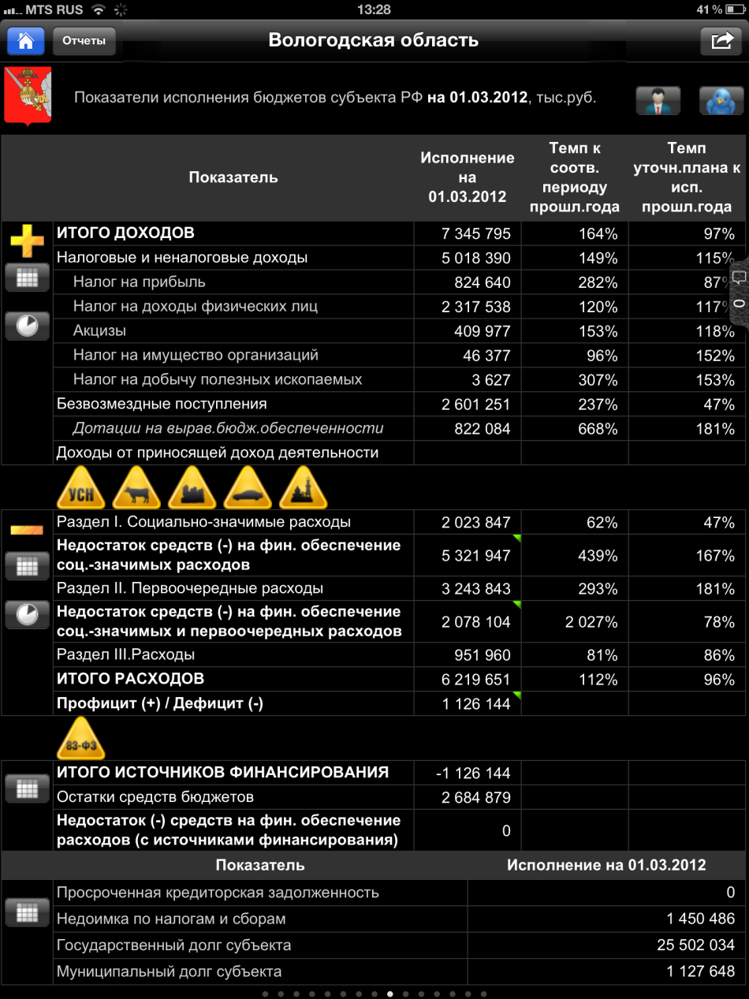 MTS RUS 13:28 41 %
Отчеты Вологодская область
Показатели исполнения бюджетов субъекта РФ на 01.03.2012, тыс.руб.
Показатель Исполнение на 01.03.2012 Темп к соотв. периоду прошл.года Темп уточн.плана к исп. прошл.года
ИТОГО ДОХОДОВ 7 345 795 164% 97%
Налоговые и неналоговые доходы 5 018 390 149% 115%
Налог на прибыль 824 640 282% 87%
Налог на доходы физических лиц 2 317 538 120% 117%
0
Акцизы 409 977 153% 118%
Налог на имущество организаций 46 377 96% 152%
Налог на добычу полезных ископаемых 3 627 307% 153%
Безвозмездные поступления 2 601 251 237% 47%
Дотации на вырав.бюдж.обеспеченности 822 084 668% 181%
Доходы от приносящей доход деятельности
УСН
Раздел I. Социально-значимые расходы 2 023 847 62% 47%
Недостаток средств (-) на фин. обеспечение
соц.-значимых расходов 5 321 947 439% 167%
Раздел II. Первоочередные расходы 3 243 843 293% 181%
Недостаток средств (-) на фин. обеспечение
соц.-значимых и первоочередных расходов 2 078 104 2 027% 78%
Раздел III.Расходы 951 960 81% 86%
ИТОГО РАСХОДОВ 6 219 651 112% 96%
Профицит (+) / Дефицит (-) 1 126 144
83-ФЗ
ИТОГО ИСТОЧНИКОВ ФИНАНСИРОВАНИЯ -1 126 144
Остатки средств бюджетов 2 684 879
Недостаток (-) средств на фин. обеспечение
расходов (с источниками финансирования) 0
Показатель Исполнение на 01.03.2012
Просроченная кредиторская задолженность 0
Недоимка по налогам и сборам 1 450 486
Государственный долг субъекта 25 502 034
Муниципальный долг субъекта 1 127 648